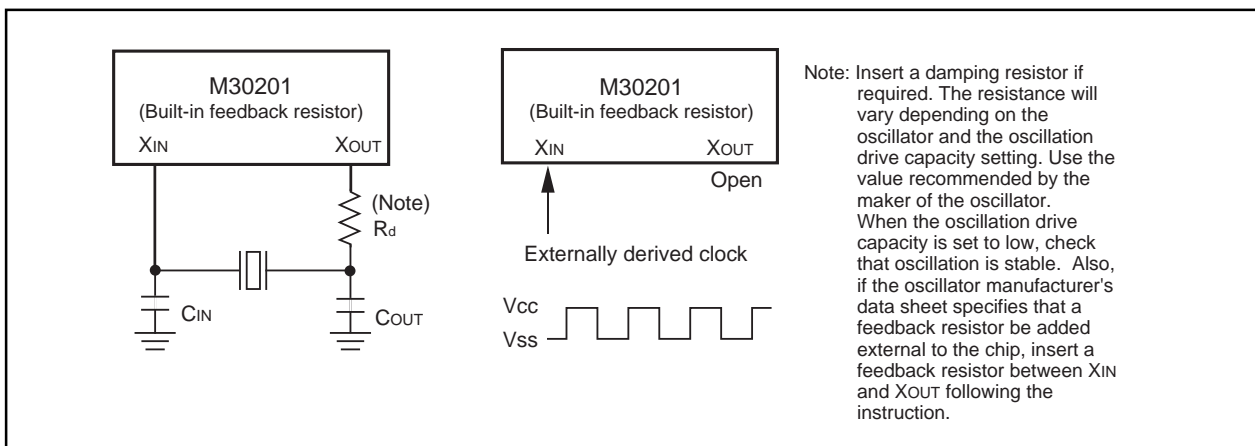 M30201
(Built-in feedback resistor)
XIN XOUT
(Note)
Rd
CIN
COUT
M30201
(Built-in feedback resistor)
XIN XOUT
Open
Externally derived clock
Vcc
Vss
Note: Insert a damping resistor if
required. The resistance will
vary depending on the
oscillator and the oscillation
drive capacity setting. Use the
value recommended by the
maker of the oscillator.
When the oscillation drive
capacity is set to low, check
that oscillation is stable.  Also,
if the oscillator manufacturer's
data sheet specifies that a
feedback resistor be added
external to the chip, insert a
feedback resistor between XIN
and XOUT following the
instruction.